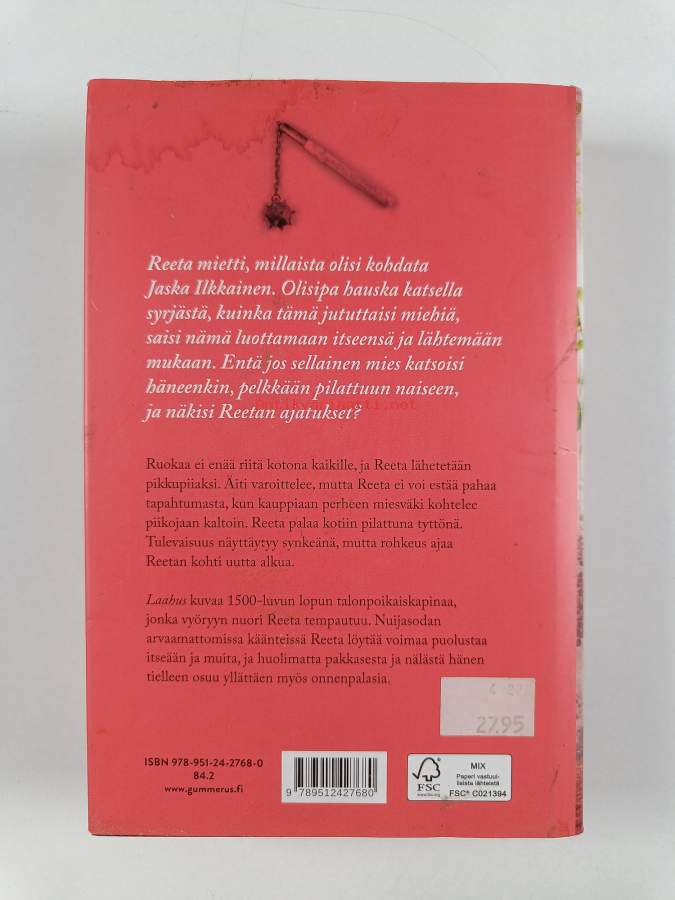 Reeta mietti, millaista olisi kohdata
Jaska Ilkkainen. Olisipa hauska katsella
syrjästä, kuinka tämä jututtaisi miehiä,
saisi nämä luottamaan itseensä ja lähtemään
mukaan. Entä jos sellainen mies katsoisi
häneenkin, pelkkään pilattuun naiseen,
ja näkisi Reetan ajatukset?
Ruokaa ei enää riitä kotona kaikille, ja Reeta lähetetään
pikkupiiaksi. Äiti varoittelee, mutta Reeta ei voi estää pahaa
tapahtumasta, kun kauppiaan perheen miesväki kohtelee
piikojaan kaltoin. Reeta palaa kotiin pilattuna tyttönä.
Tulevaisuus näyttäytyy synkeänä, mutta rohkeus ajaa
Reetan kohti uutta alkua.
Laahus kuvaa 1500-luvun lopun talonpoikaiskapinaa,
jonka vyöryyn nuori Reeta tempautuu. Nuijasodan
arvaamattomissa käänteissä Reeta löytää voimaa puolustaa
itseään ja muita, ja huolimatta pakkasesta ja nälästä hänen
tielleen osuu yllättäen myös onnenpalasia.
27.95
ISBN 978-951-24-2768-0
84.2
www.gummerus.fi
9 789512427680
FSC
www.fsc.org
MIX
Paperi vastuul-
lisista lähteistä
FSC® C021394